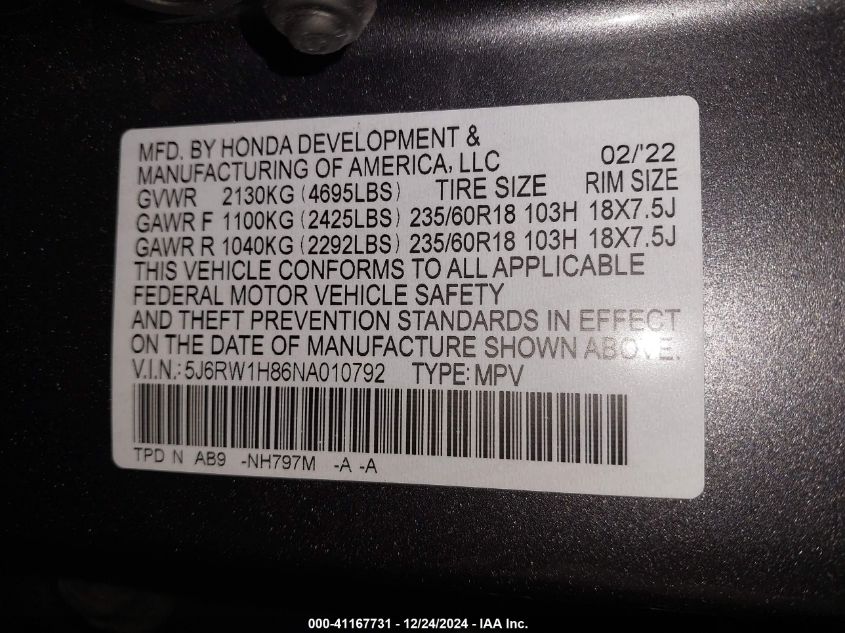 MFD. BY HONDA DEVELOPMENT &
MANUFACTURING OF AMERICA, LLC 02/'22
GVWR 2130KG (4695LBS) TIRE SIZE RIM SIZE
GAWR F 1100KG (2425LBS) 235/60R18 103H 18X7.5J
GAWR R 1040KG (2292LBS) 235/60R18 103H 18X7.5J
THIS VEHICLE CONFORMS TO ALL APPLICABLE
FEDERAL MOTOR VEHICLE SAFETY
AND THEFT PREVENTION STANDARDS IN EFFECT
ON THE DATE OF MANUFACTURE SHOWN ABOVE.
V.I.N.: 5J6RW1H86NA010792 TYPE: MPV
TPD N AB9 -NH797M -A -A
000-41167731 - 12/24/2024 - IAA Inc.